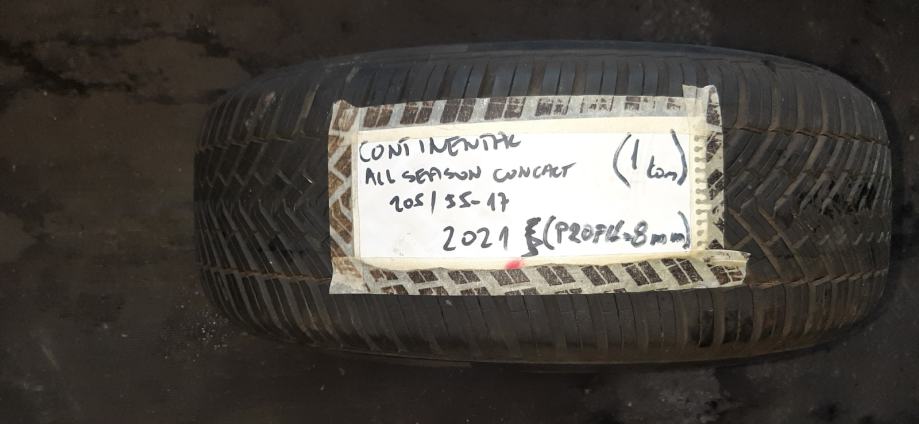 CONTINENTAL
(1 kom)
ALL SEASON CONCACT
205/55-17
2021 (PROFIL=8mm)